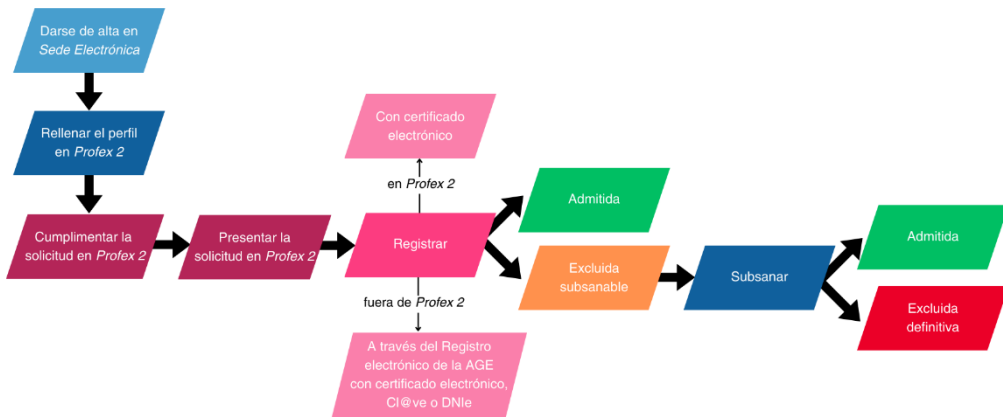 Darse de alta en
Sede Electrónica
Rellenar el perfil
en Profex 2
Cumplimentar la
solicitud en Profex 2
Presentar la
solicitud en Profex 2
Con certificado
electrónico
en Profex 2
Registrar
fuera de Profex 2
A través del Registro
electrónico de la AGE
con certificado electrónico,
Cl@ve o DNIe
Admitida
Excluida
subsanable
Subsanar
Admitida
Excluida
definitiva